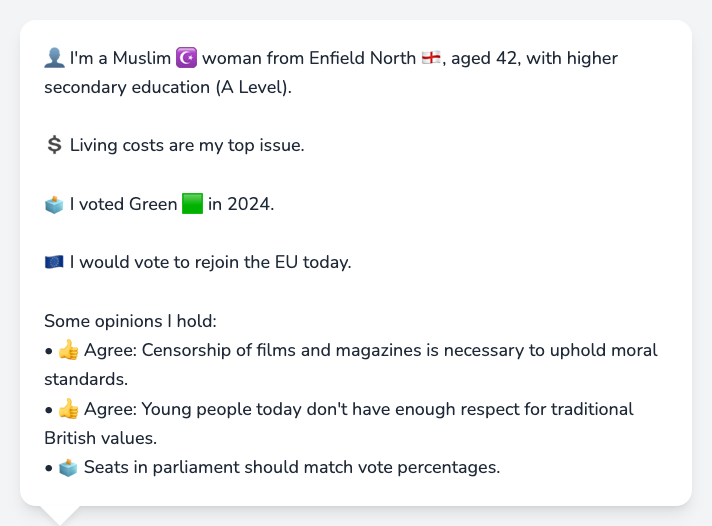 👤 I'm a Muslim ☪️ woman from Enfield North 🏴󠁧󠁢󠁥󠁮󠁧󠁿, aged 42, with higher
secondary education (A Level).
💲 Living costs are my top issue.
🗳️ I voted Green 🟩 in 2024.
🇪🇺 I would vote to rejoin the EU today.
Some opinions I hold:
• 👍 Agree: Censorship of films and magazines is necessary to uphold moral
standards.
• 👍 Agree: Young people today don't have enough respect for traditional
British values.
• 🗳️ Seats in parliament should match vote percentages.